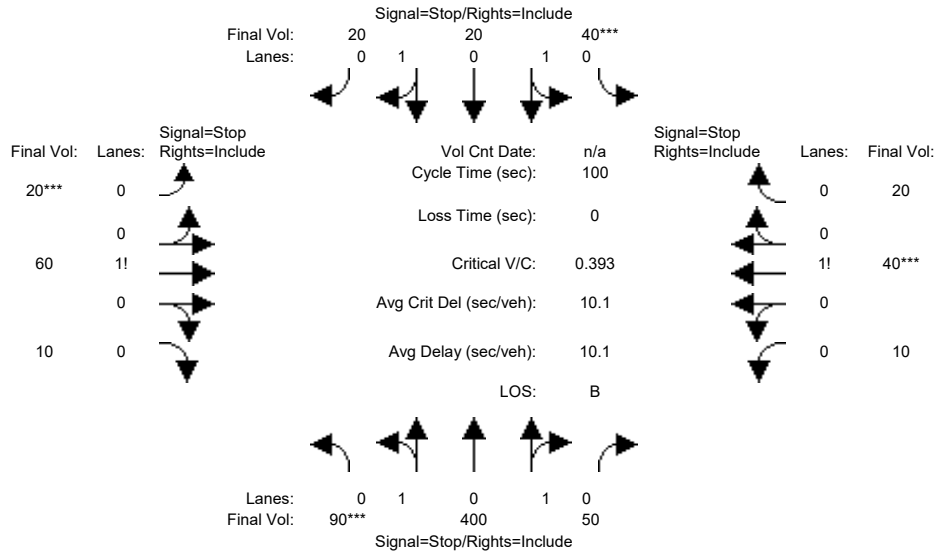 Signal=Stop/Rights=Include
Final Vol: 20 20 40***
Lanes: 0 1 0 1 0
Signal=Stop
Final Vol: Lanes: Rights=Include
20*** 0
0
60 1!
0
10 0
Vol Cnt Date: n/a
Cycle Time (sec): 100
Loss Time (sec): 0
Critical V/C: 0.393
Avg Crit Del (sec/veh): 10.1
Avg Delay (sec/veh): 10.1
LOS: B
Signal=Stop
Rights=Include Lanes: Final Vol:
0 20
0
1! 40***
0
0 10
Lanes: 0 1 0 1 0
Final Vol: 90*** 400 50
Signal=Stop/Rights=Include